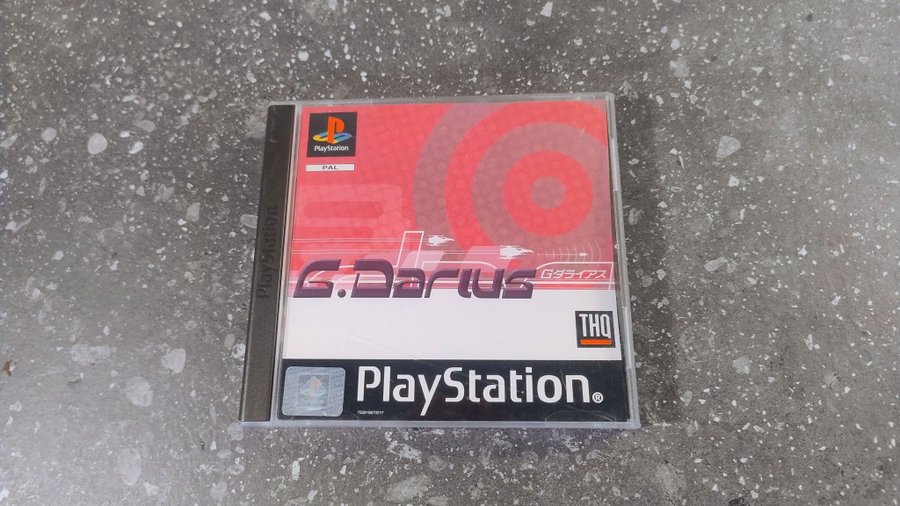 PlayStation
PAL
PlayStation
G.Darius
Gダライアス
THQ
PlayStation®